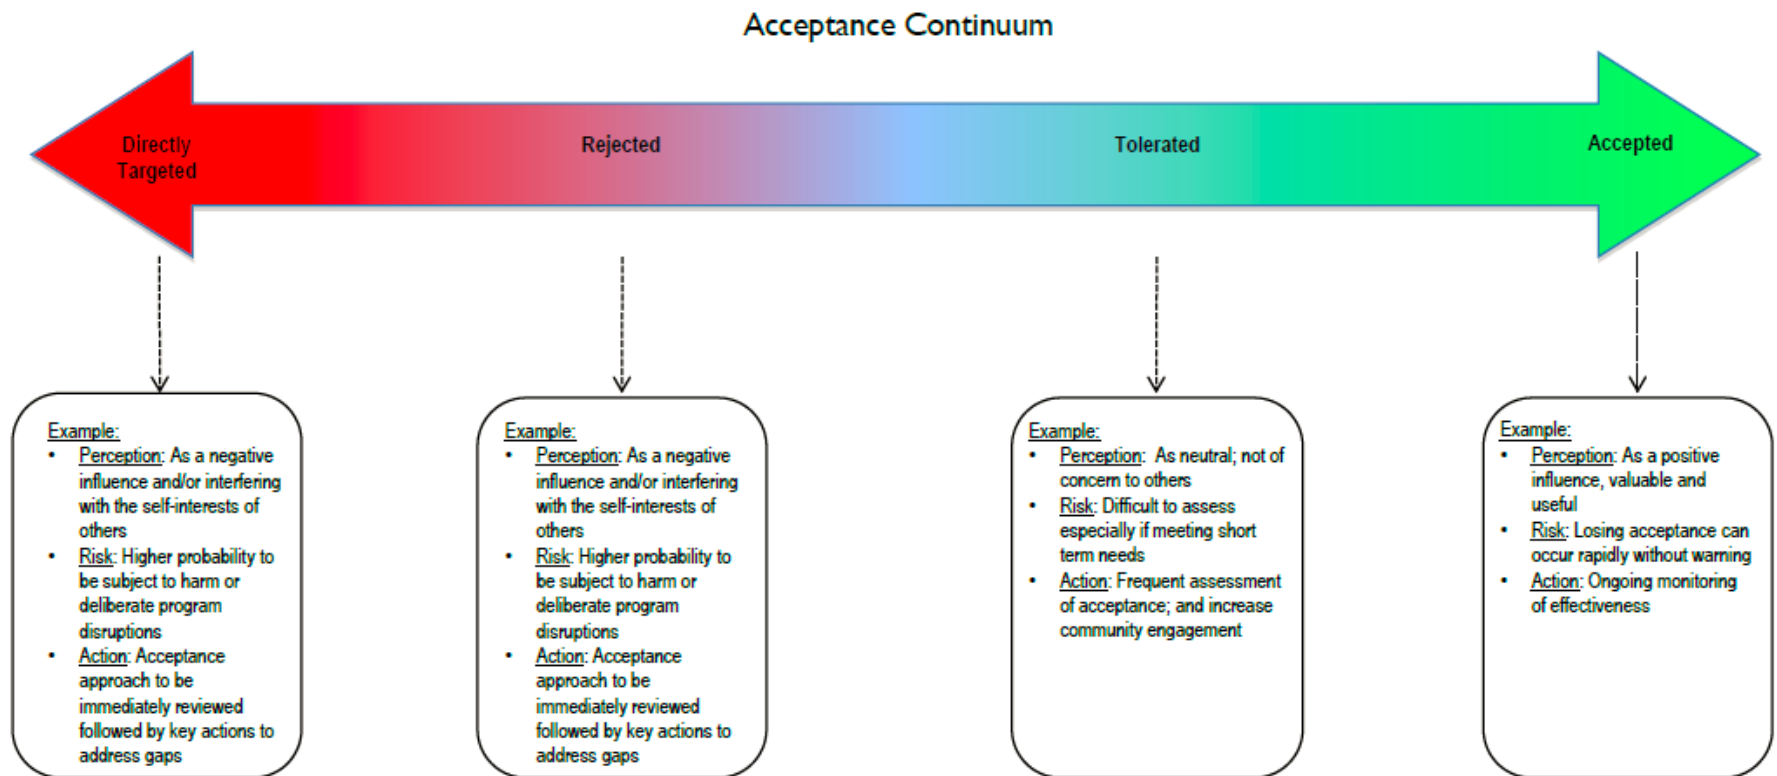 Acceptance Continuum
Directly
Targeted
Rejected
Tolerated
Accepted
Example:
• Perception: As a negative
influence and/or interfering
with the self-interests of
others
• Risk: Higher probability to
be subject to harm or
deliberate program
disruptions
• Action: Acceptance
approach to be
immediately reviewed
followed by key actions to
address gaps
Example:
• Perception: As a negative
influence and/or interfering
with the self-interests of
others
• Risk: Higher probability to
be subject to harm or
deliberate program
disruptions
• Action: Acceptance
approach to be
immediately reviewed
followed by key actions to
address gaps
Example:
• Perception: As neutral; not of
concern to others
• Risk: Difficult to assess
especially if meeting short
term needs
• Action: Frequent assessment
of acceptance; and increase
community engagement
Example:
• Perception: As a positive
influence, valuable and
useful
• Risk: Losing acceptance can
occur rapidly without warning
• Action: Ongoing monitoring
of effectiveness